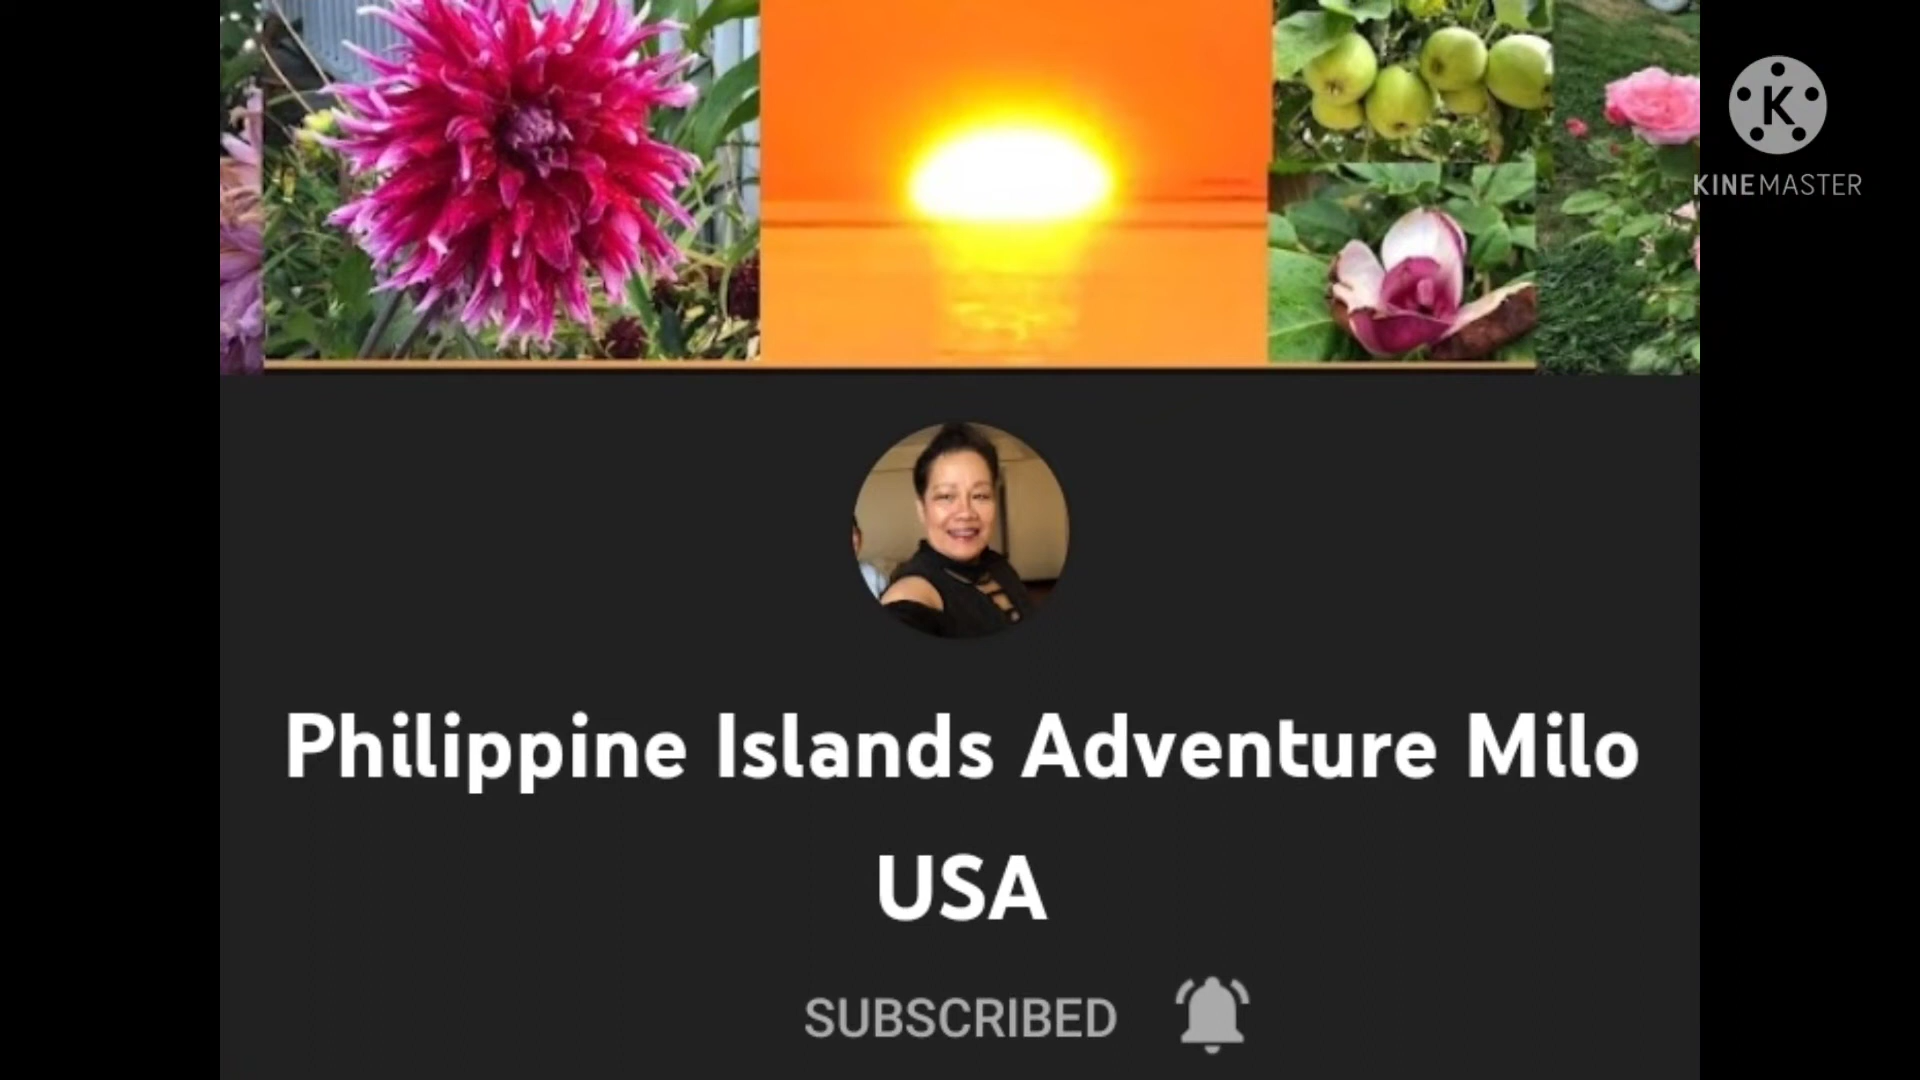 K
KINEMASTER
Philippine Islands Adventure Milo
USA
SUBSCRIBED